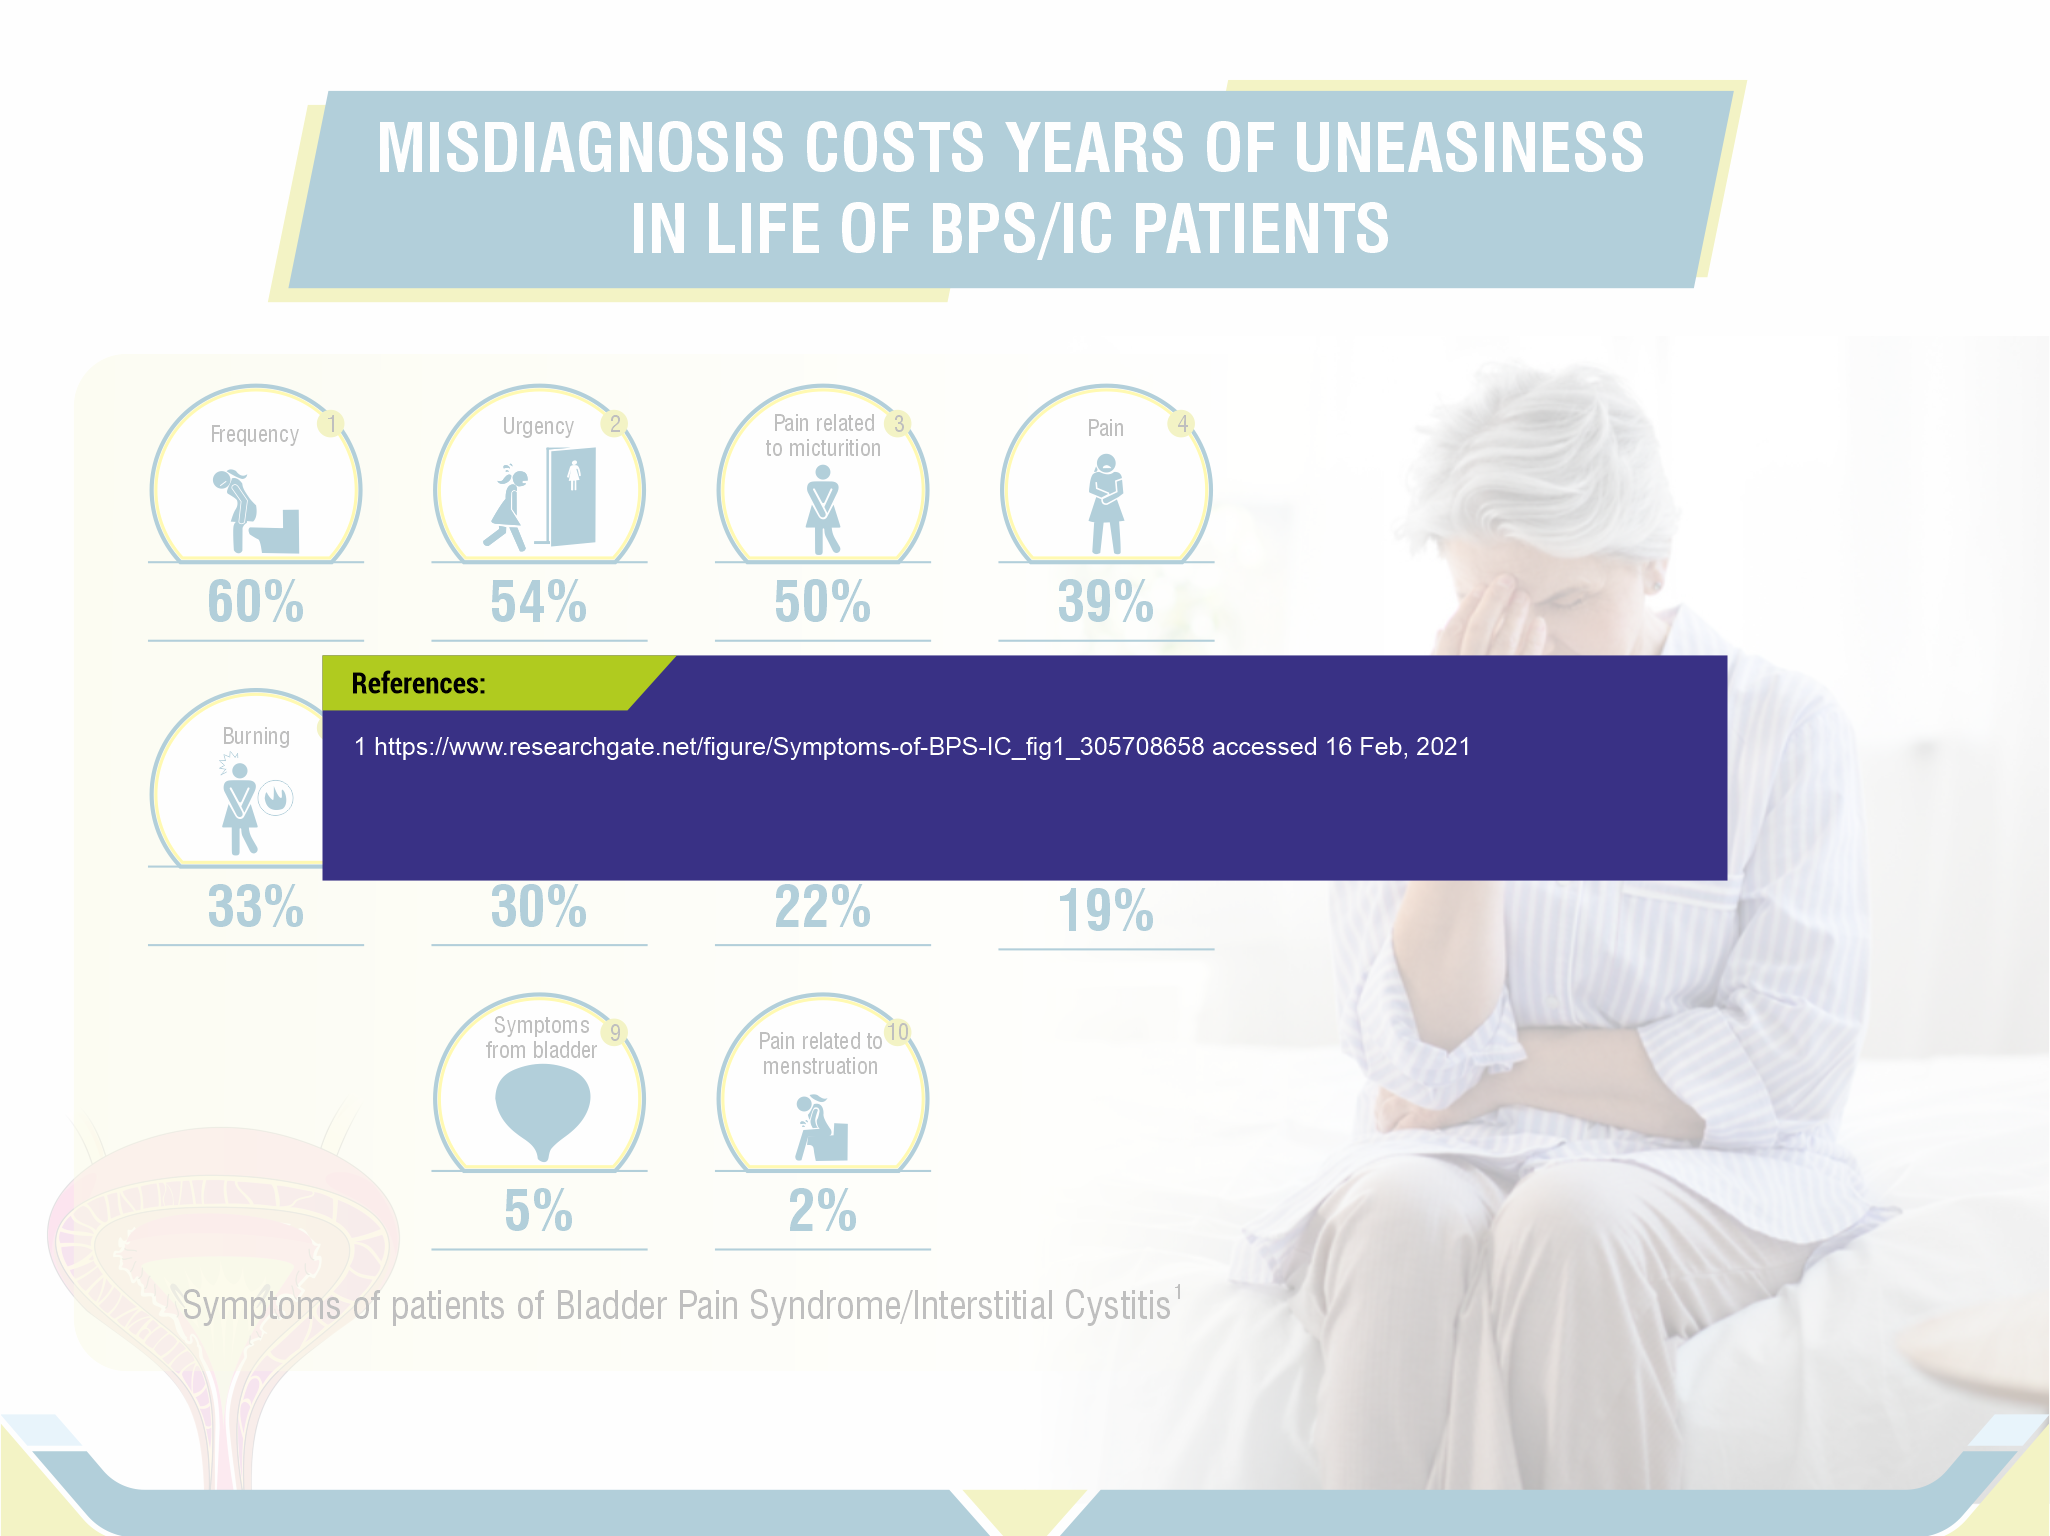 MISDIAGNOSIS COSTS YEARS OF UNEASINESS
IN LIFE OF BPS/IC PATIENTS
Frequency
1
60%
Urgency
2
54%
Pain related
to micturition
3
50%
Pain
4
39%
References:
1 https://www.researchgate.net/figure/Symptoms-of-BPS-IC_fig1_305708658 accessed 16 Feb, 2021
Burning
33%
30%
22%
19%
Symptoms
from bladder
9
5%
Pain related to
menstruation
10
2%
Symptoms of patients of Bladder Pain Syndrome/Interstitial Cystitis1